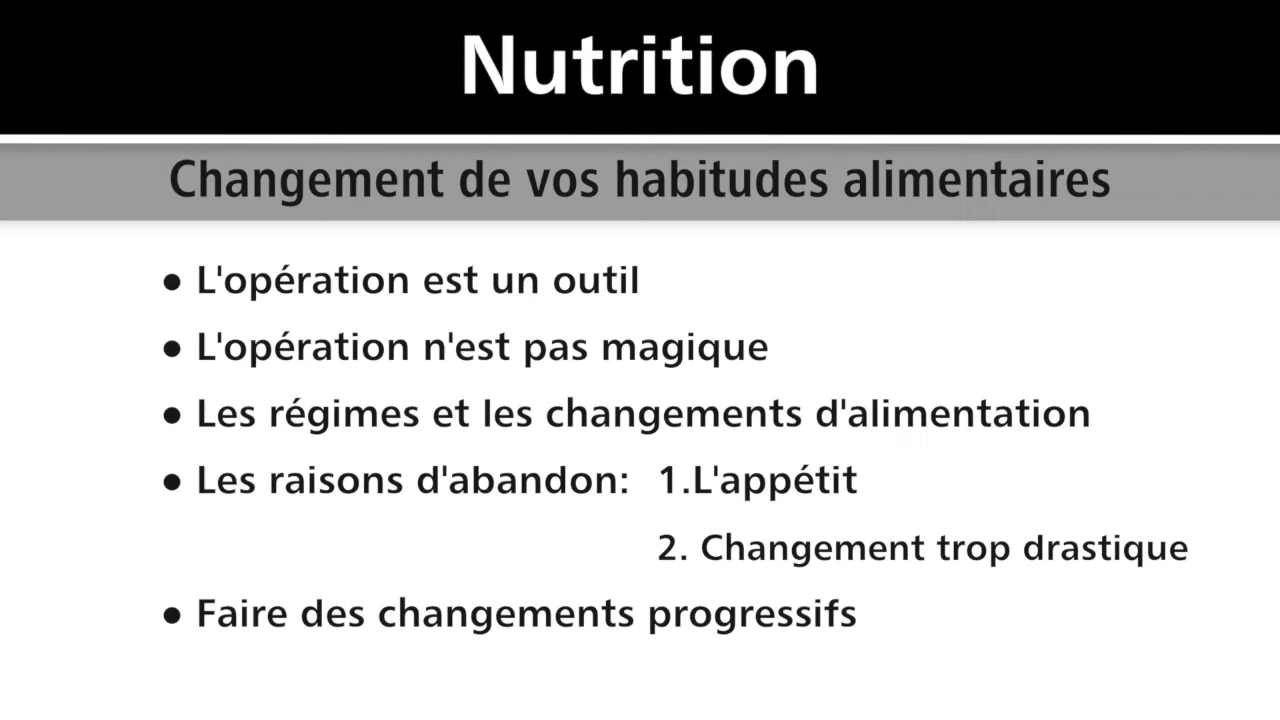 Nutrition
Changement de vos habitudes alimentaires
● L'opération est un outil
● L'opération n'est pas magique
● Les régimes et les changements d'alimentation
● Les raisons d'abandon: 1.L'appétit
2. Changement trop drastique
● Faire des changements progressifs